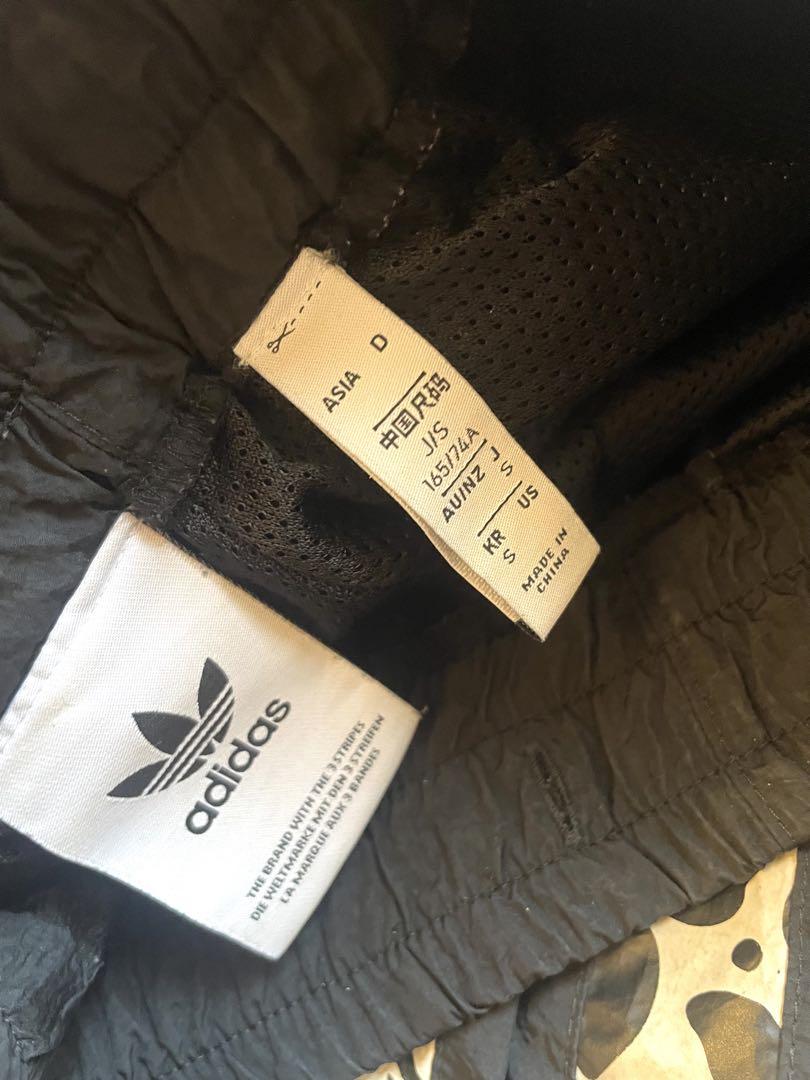 ASIA D
中国尺码
J/S
165/74A
AU/NZ J
S
KR US
S
MADE IN
CHINA
adidas
THE BRAND WITH THE 3 STRIPES
DIE WELTMARKE MIT DEN 3 STREIFEN
LA MARQUE AUX 3 BANDES